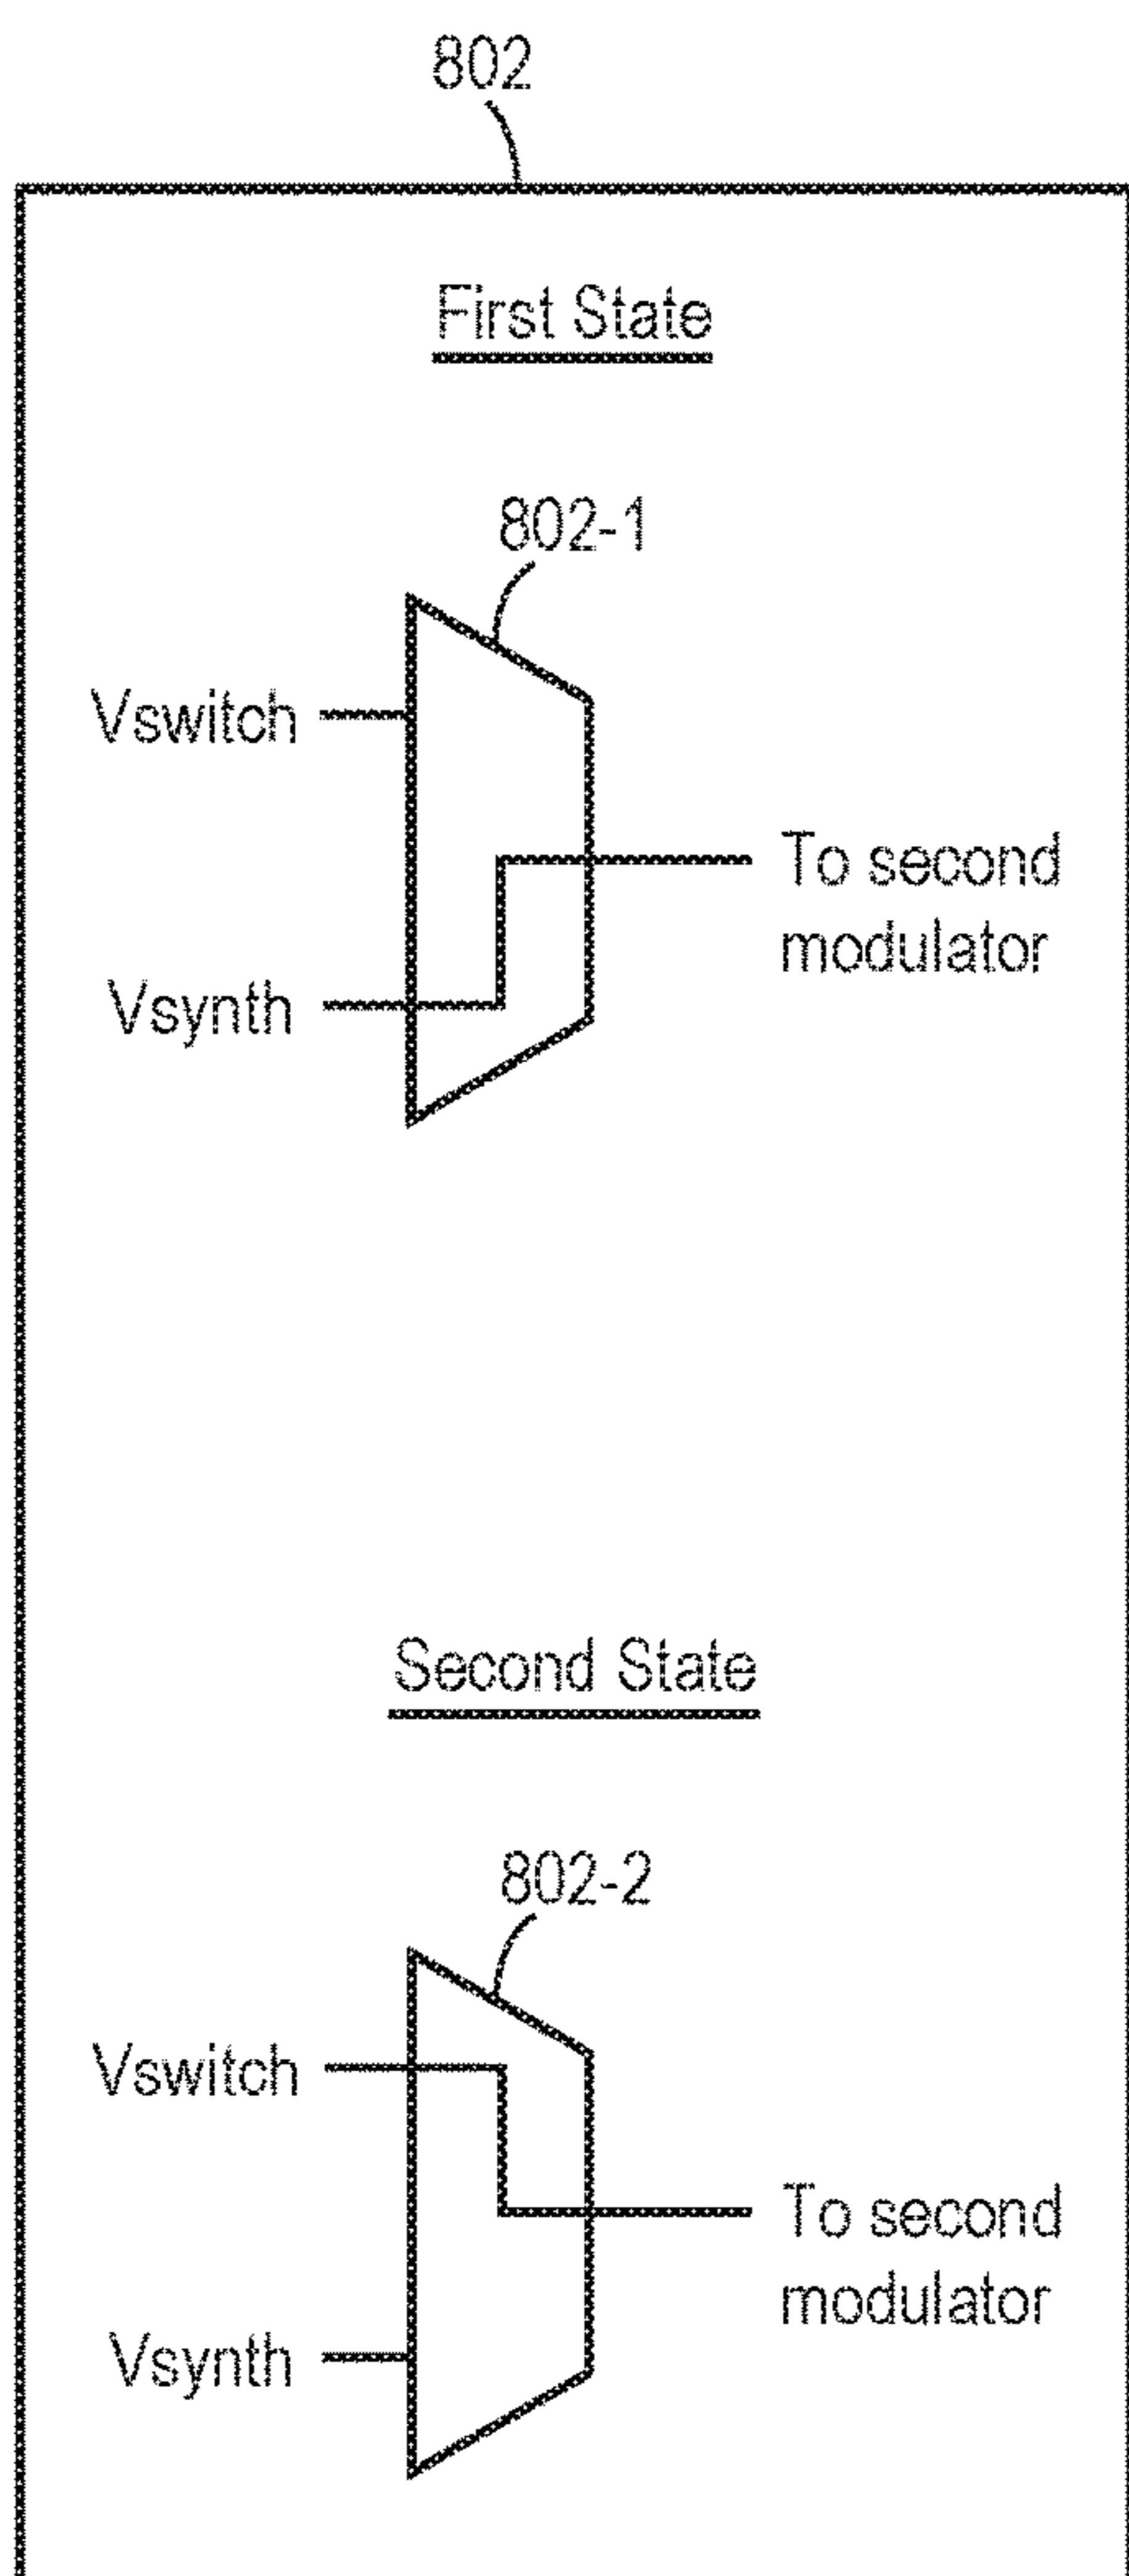 802
First State
802-1
Vswitch
To second
modulator
Vsynth
Second State
802-2
Vswitch
To second
modulator
Vsynth